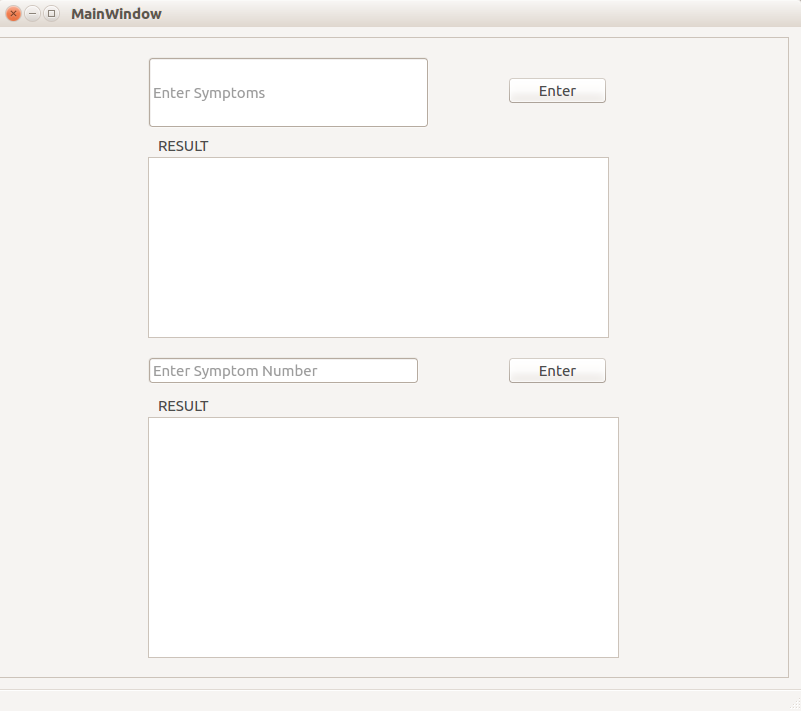 MainWindow
Enter Symptoms
Enter
RESULT
Enter Symptom Number
Enter
RESULT